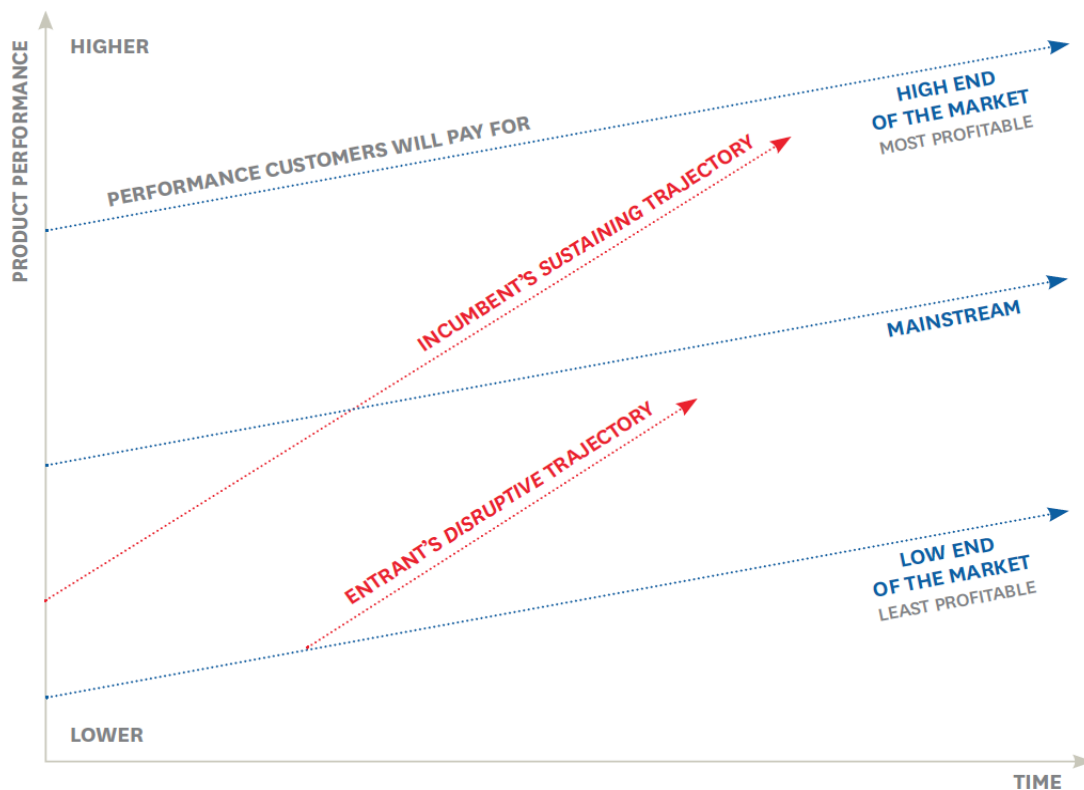 HIGHER
PRODUCT PERFORMANCE
PERFORMANCE CUSTOMERS WILL PAY FOR
HIGH END
OF THE MARKET
MOST PROFITABLE
INCUMBENT'S SUSTAINING TRAJECTORY
MAINSTREAM
ENTRANT'S DISRUPTIVE TRAJECTORY
LOW END
OF THE MARKET
LEAST PROFITABLE
LOWER
TIME